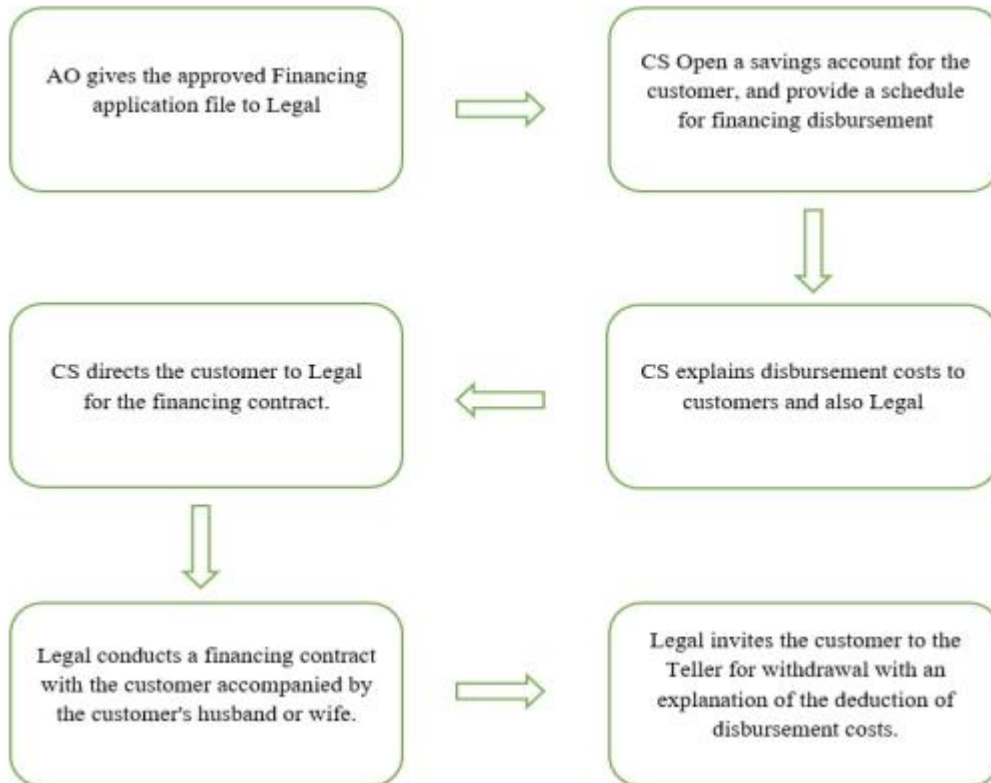 AO gives the approved Financing
application file to Legal
CS Open a savings account for the
customer, and provide a schedule
for financing disbursement
CS explains disbursement costs to
customers and also Legal
CS directs the customer to Legal
for the financing contract.
Legal conducts a financing contract
with the customer accompanied by
the customer's husband or wife.
Legal invites the customer to the
Teller for withdrawal with an
explanation of the deduction of
disbursement costs.